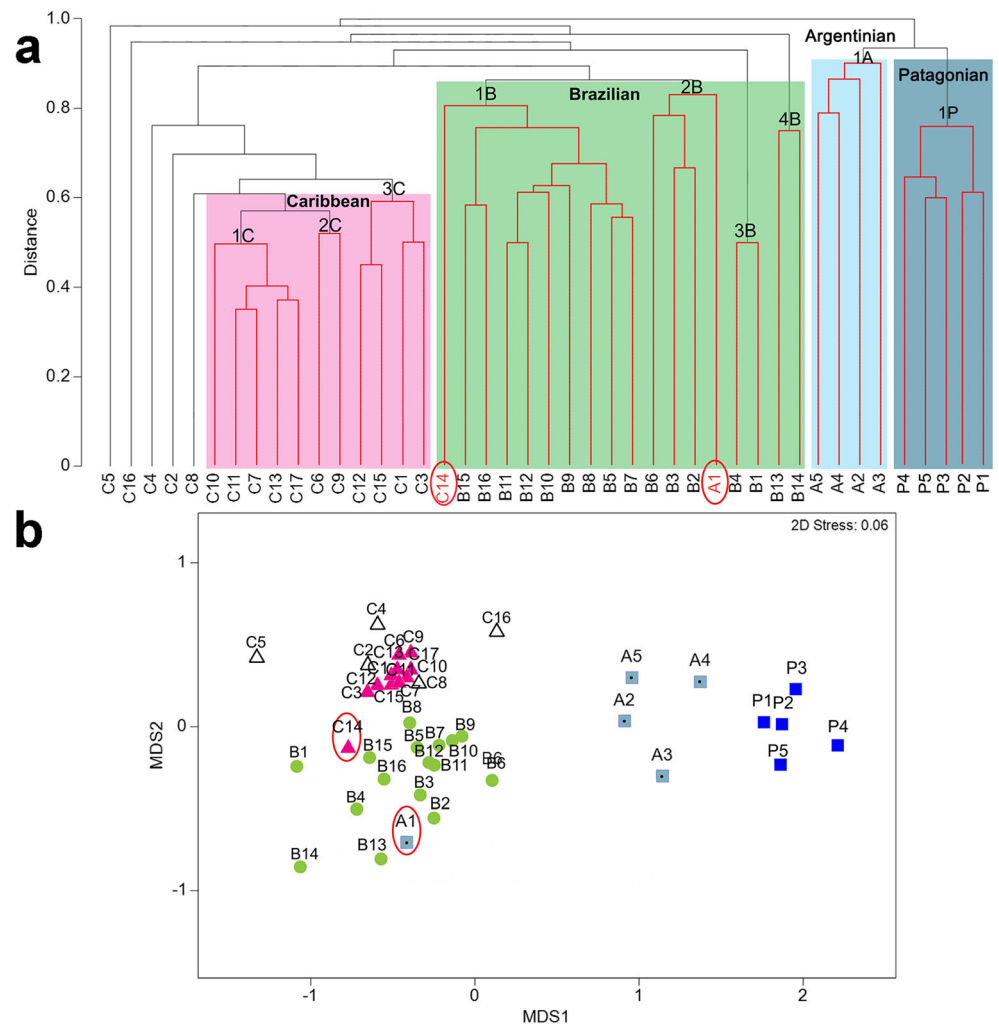 a
1.0
0.8
0.6
0.4
0.2
0
Distance
Argentinian
1A
Patagonian
1P
Brazilian
1B
2B
4B
3B
Caribbean
3C
2C
1C
C5 C16 C4 C2 C8 C10 C11 C7 C13 C17 C6 C9 C12 C15 C1 C3 C14 B15 B16 B11 B12 B10 B9 B8 B5 B7 B6 B3 B2 A1 B4 B1 B13 B14 A5 A4 A2 A3 P4 P5 P3 P2 P1
b
2D Stress: 0.06
1
0
-1
MDS2
C4
C16
C5
C6 C9
C2 C13 C17
C1 C11 C10
C12 C8
C3 C15 C7
A5 A4
P3
A2
P1 P2
P4
C14
B8
B9
B5 B7
B15 B12 B10
B1
B16 B11 B6
B6
A3
P5
B3
B4 B2
A1
B14 B13
-1 0 1 2
MDS1